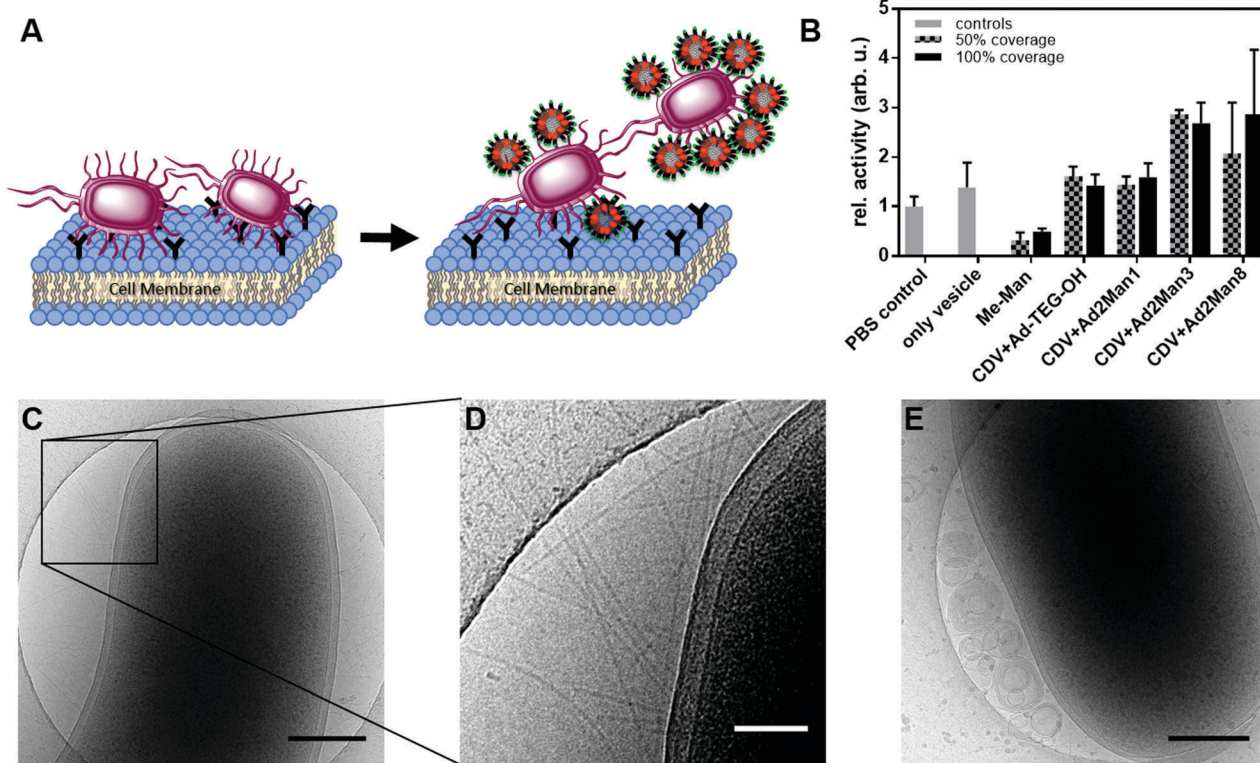 A
Cell Membrane
Cell Membrane
B
rel. activity (arb. u.)
5
4
3
2
1
0
controls
50% coverage
100% coverage
PBS control
only vesicle
Me-Man
CDV+Ad-TEG-OH
CDV+Ad2Man1
CDV+Ad2Man3
CDV+Ad2Man8
C
D
E